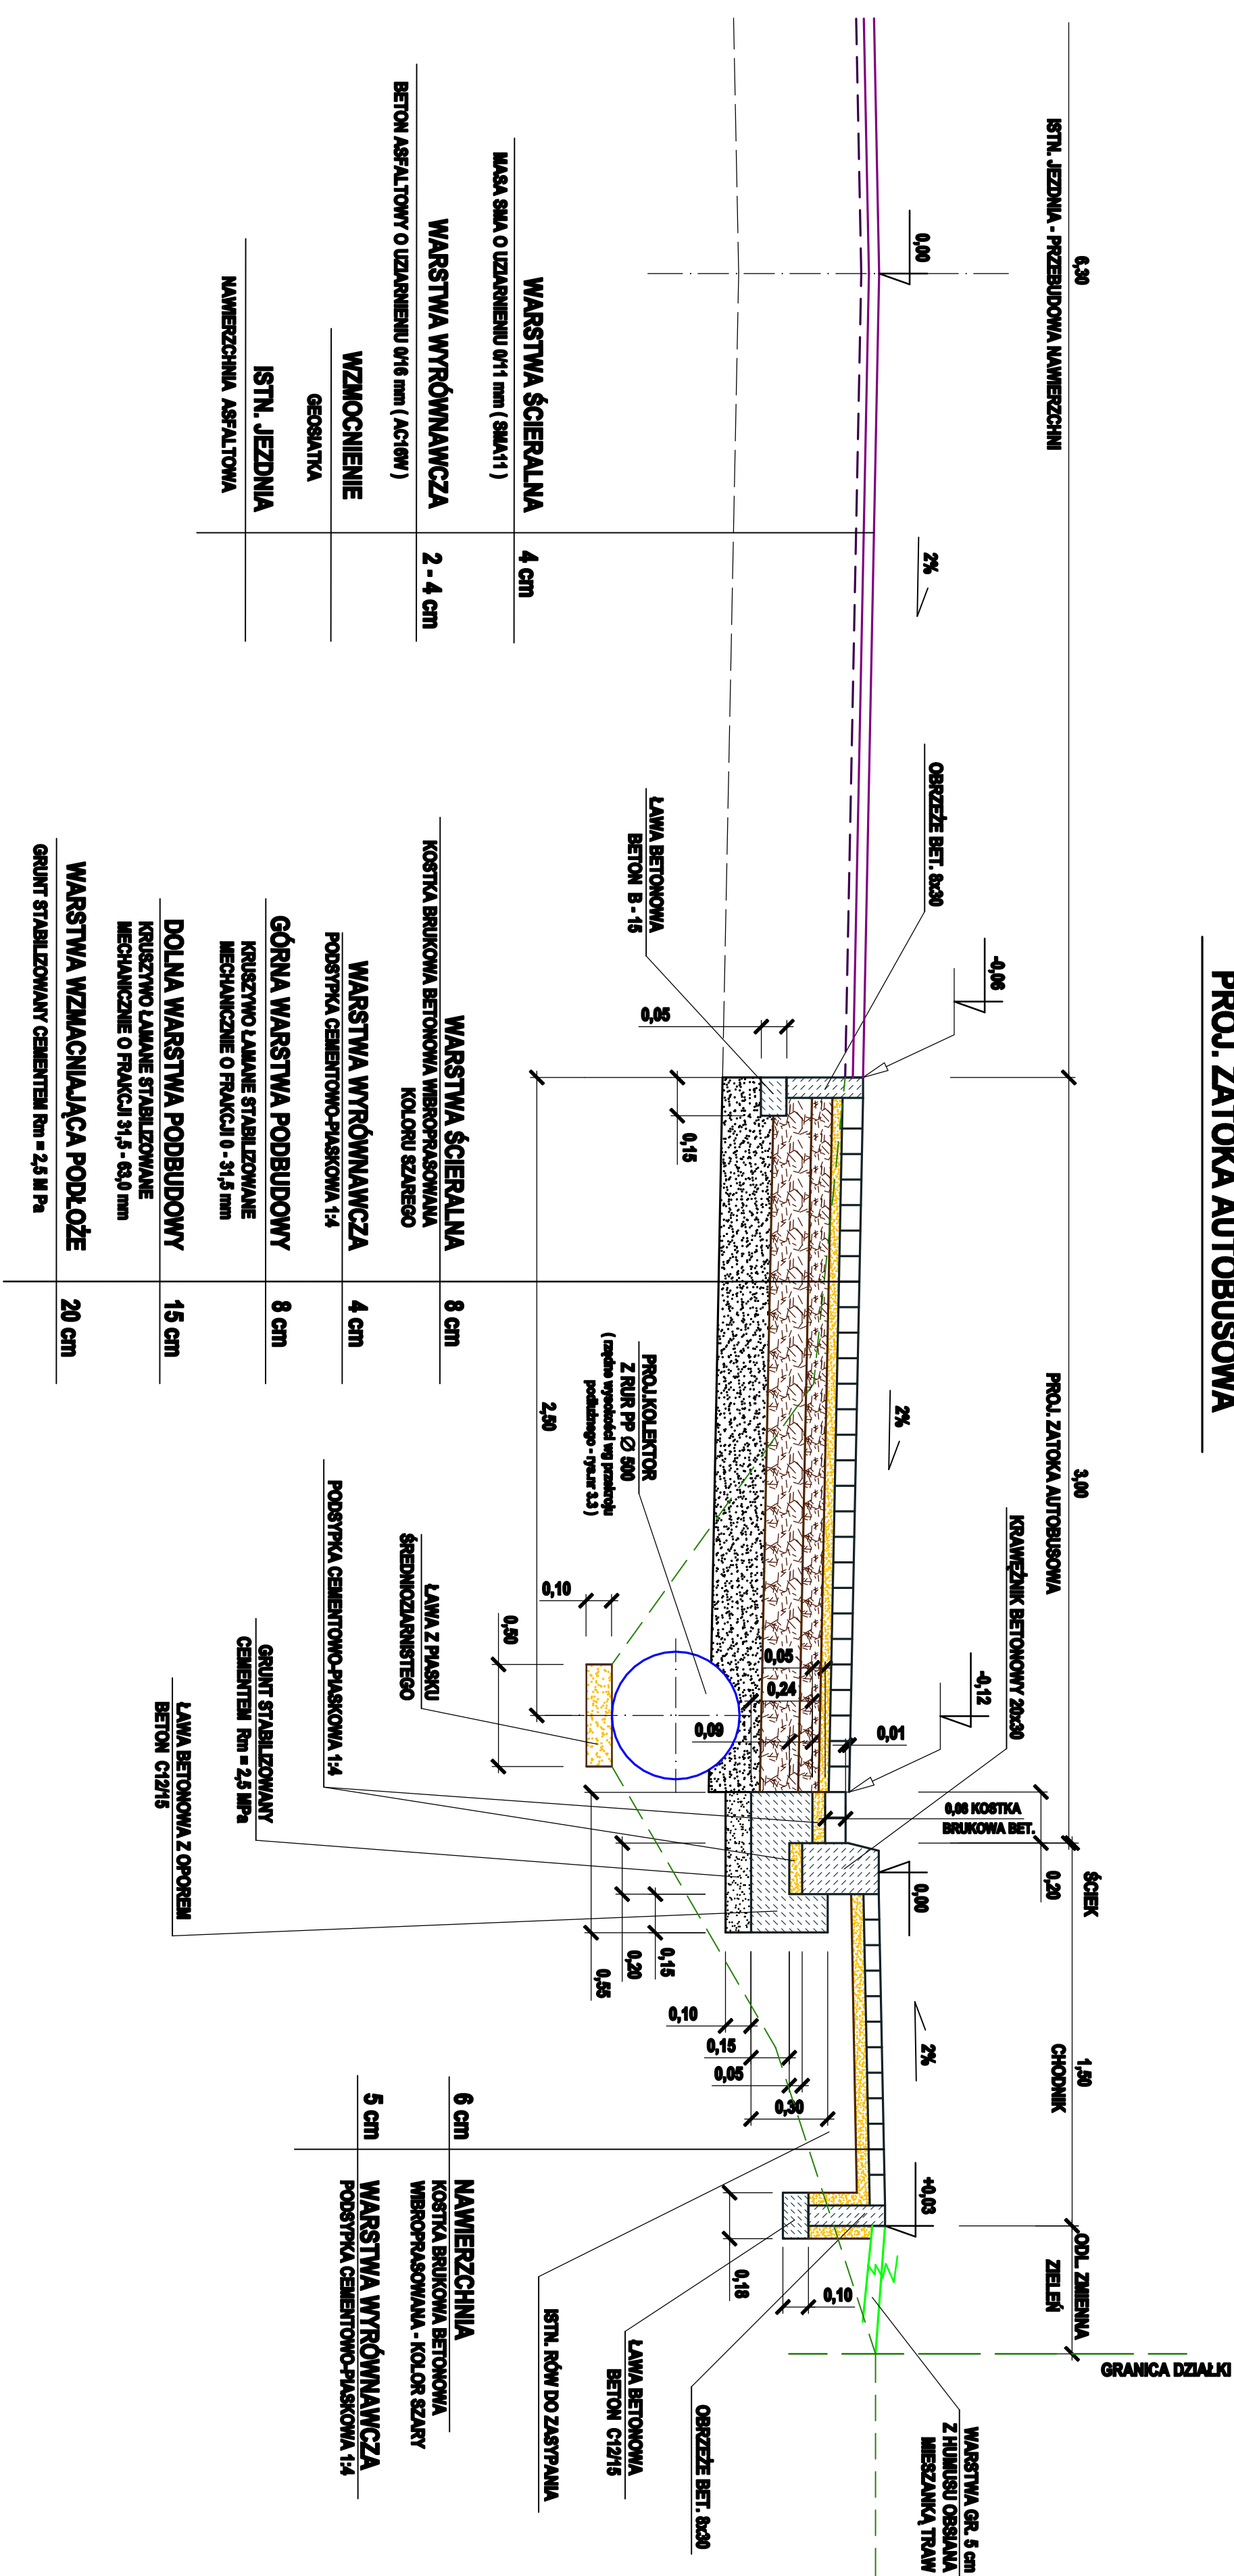 PROJ. ZATOKA AUTOBUSOWA
6,30
ISTN. JEZDNIA - PRZEBUDOWA NAWIERZCHNI
3,00
PROJ. ZATOKA AUTOBUSOWA
ŚCIEK
0,20
1,50
CHODNIK
ODL. ZMIENNA
ZIELEŃ
GRANICA DZIAŁKI
0,00
2%
OBRZEŻE BET. 8x30
-0,06
2%
KRAWĘŻNIK BETONOWY 20x30
-0,12
0,01
0,06 KOSTKA
BRUKOWA BET.
0,00
2%
+0,03
WARSTWA GR. 5 cm
Z HUMUSU OBSIANA
MIESZANKĄ TRAW
ŁAWA BETONOWA
BETON B - 15
0,05
0,15
2,50
PROJ.KOLEKTOR
Z RUR PP Ø 500
( rzędne wysokości wg przekroju
podłużnego - rys.nr 3.3 )
0,05
0,24
0,09
0,10
0,50
ŁAWA Z PIASKU
ŚREDNIOZIARNISTEGO
PODSYPKA CEMENTOWO-PIASKOWA 1:4
GRUNT STABILIZOWANY
CEMENTEM Rm = 2,5 MPa
ŁAWA BETONOWA Z OPOREM
BETON C12/15
0,15
0,20
0,55
0,10
0,15
0,05
0,30
0,18
0,10
OBRZEŻE BET. 8x30
ŁAWA BETONOWA
BETON C12/15
ISTN. RÓW DO ZASYPANIA
WARSTWA ŚCIERALNA 4 cm
MASA SMA O UZIARNIENIU 0/11 mm ( SMA11 )
WARSTWA WYRÓWNAWCZA 2 - 4 cm
BETON ASFALTOWY O UZIARNIENIU 0/16 mm ( AC16W )
WZMOCNIENIE
GEOSIATKA
ISTN. JEZDNIA
NAWIERZCHNIA ASFALTOWA
WARSTWA ŚCIERALNA 8 cm
KOSTKA BRUKOWA BETONOWA WIBROPRASOWANA
KOLORU SZAREGO
WARSTWA WYRÓWNAWCZA 4 cm
PODSYPKA CEMENTOWO-PIASKOWA 1:4
GÓRNA WARSTWA PODBUDOWY 8 cm
KRUSZYWO ŁAMANE STABILIZOWANE
MECHANICZNIE O FRAKCJI 0 - 31,5 mm
DOLNA WARSTWA PODBUDOWY 15 cm
KRUSZYWO ŁAMANE STABILIZOWANE
MECHANICZNIE O FRAKCJI 31,5 - 63,0 mm
WARSTWA WZMACNIAJĄCA PODŁOŻE 20 cm
GRUNT STABILIZOWANY CEMENTEM Rm = 2,5 M Pa
6 cm NAWIERZCHNIA
KOSTKA BRUKOWA BETONOWA
WIBROPRASOWANA - KOLOR SZARY
5 cm WARSTWA WYRÓWNAWCZA
PODSYPKA CEMENTOWO-PIASKOWA 1:4